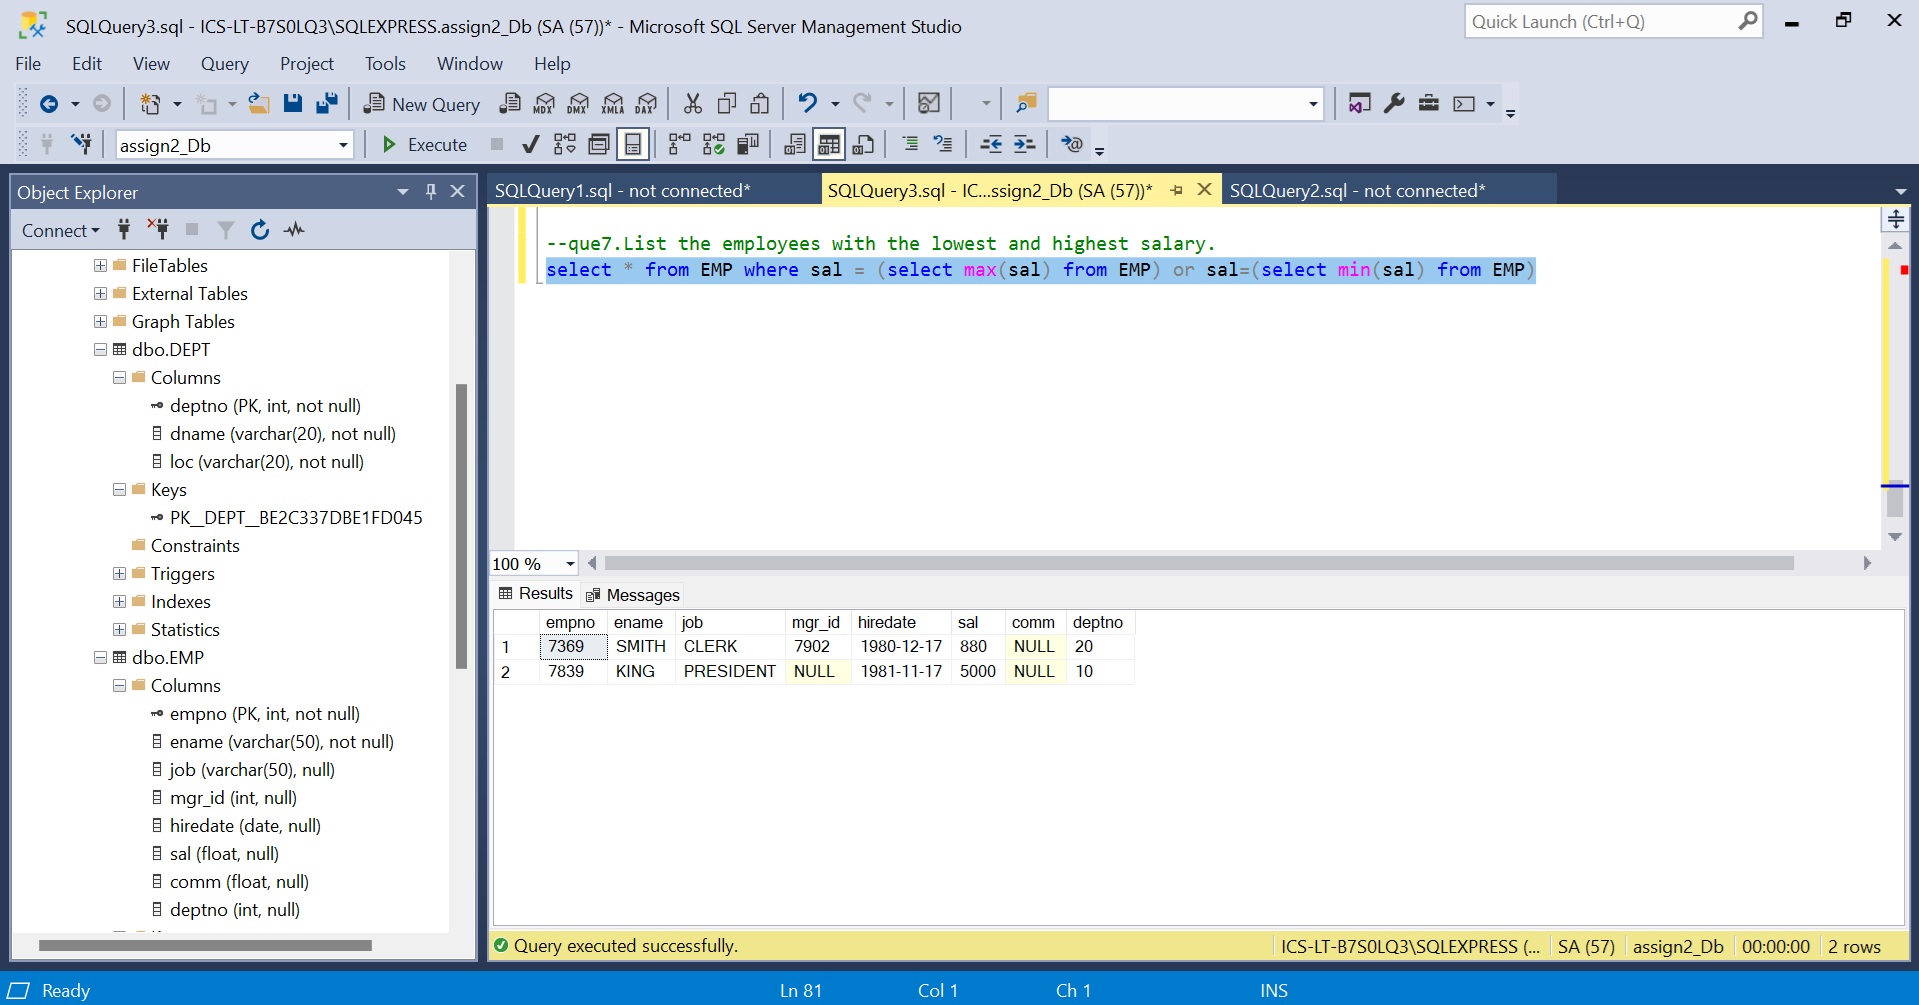 SQLQuery3.sql - ICS-LT-B7S0LQ3\SQLEXPRESS.assign2_Db (SA (57))* - Microsoft SQL Server Management Studio
Quick Launch (Ctrl+Q)
File Edit View Query Project Tools Window Help
New Query MDX DMX XMLA DAX
assign2_Db Execute
Object Explorer
Connect
FileTables
External Tables
Graph Tables
dbo.DEPT
Columns
deptno (PK, int, not null)
dname (varchar(20), not null)
loc (varchar(20), not null)
Keys
PK__DEPT__BE2C337DBE1FD045
Constraints
Triggers
Indexes
Statistics
dbo.EMP
Columns
empno (PK, int, not null)
ename (varchar(50), not null)
job (varchar(50), null)
mgr_id (int, null)
hiredate (date, null)
sal (float, null)
comm (float, null)
deptno (int, null)
SQLQuery1.sql - not connected* SQLQuery3.sql - IC...ssign2_Db (SA (57))* SQLQuery2.sql - not connected*
--que7.List the employees with the lowest and highest salary.
select * from EMP where sal = (select max(sal) from EMP) or sal=(select min(sal) from EMP)
100 %
Results Messages
empno ename job mgr_id hiredate sal comm deptno
1 7369 SMITH CLERK 7902 1980-12-17 880 NULL 20
2 7839 KING PRESIDENT NULL 1981-11-17 5000 NULL 10
Query executed successfully. ICS-LT-B7S0LQ3\SQLEXPRESS (... SA (57) assign2_Db 00:00:00 2 rows
Ready Ln 81 Col 1 Ch 1 INS